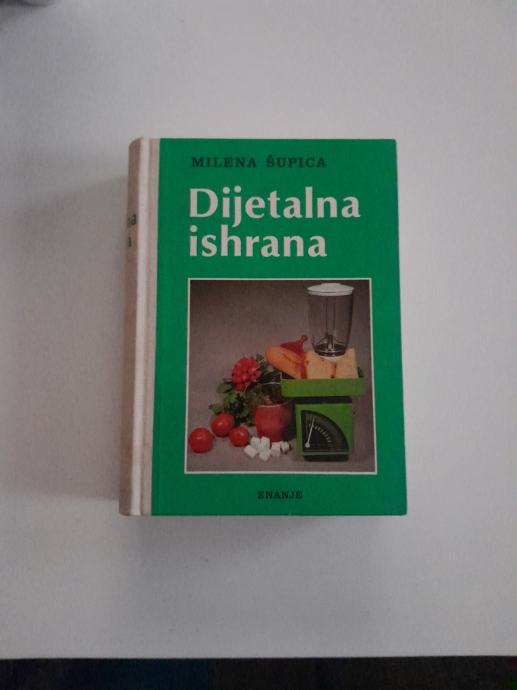 MILENA ŠUPICA
Dijetalna
ishrana
ZNANJE